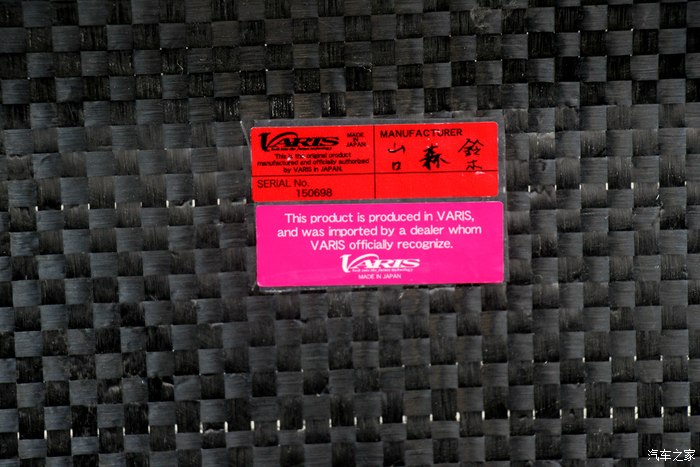 VARIS
MADE IN JAPAN
This is the original product
manufactured and officially authorized
by VARIS in JAPAN.
SERIAL No.
150698
MANUFACTURER
山口 森 鈴木
This product is produced in VARIS,
and was imported by a dealer whom
VARIS officially recognize.
VARIS
MADE IN JAPAN
汽车之家